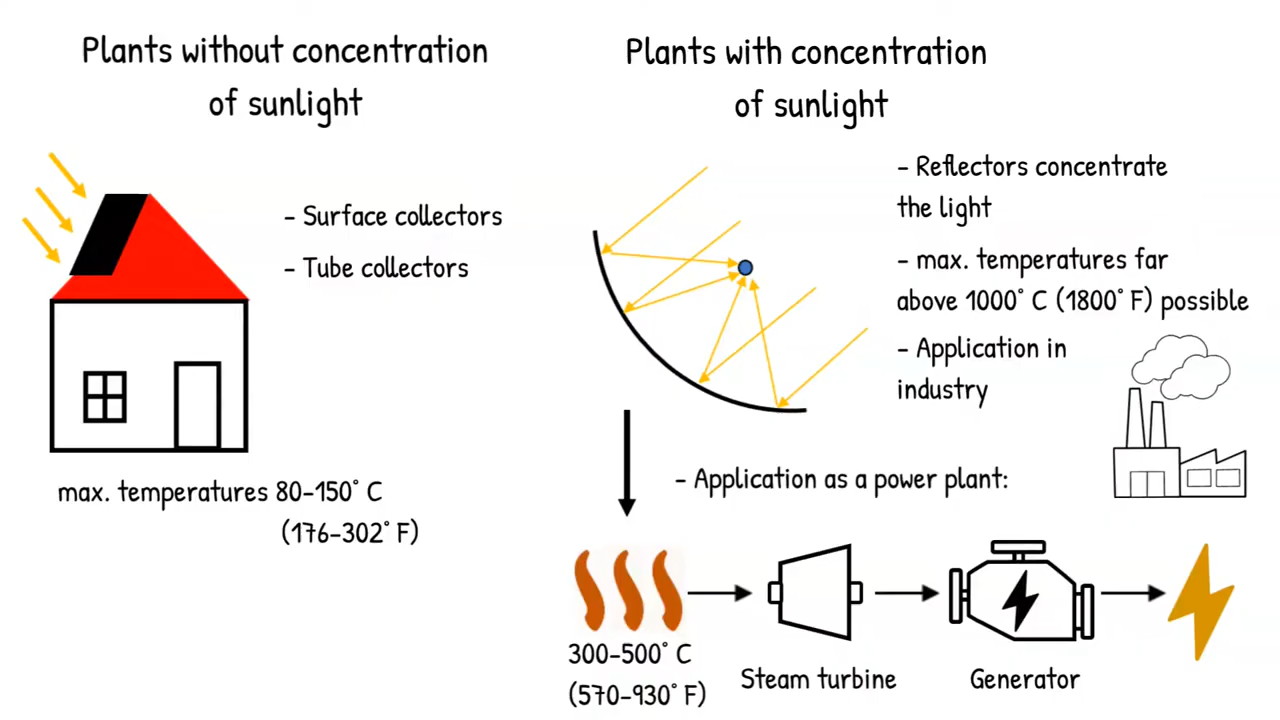 Plants without concentration
of sunlight
- Surface collectors
- Tube collectors
max. temperatures 80-150° C
(176-302° F)
Plants with concentration
of sunlight
- Reflectors concentrate
the light
- max. temperatures far
above 1000° C (1800° F) possible
- Application in
industry
- Application as a power plant:
300-500° C
(570-930° F)
Steam turbine
Generator